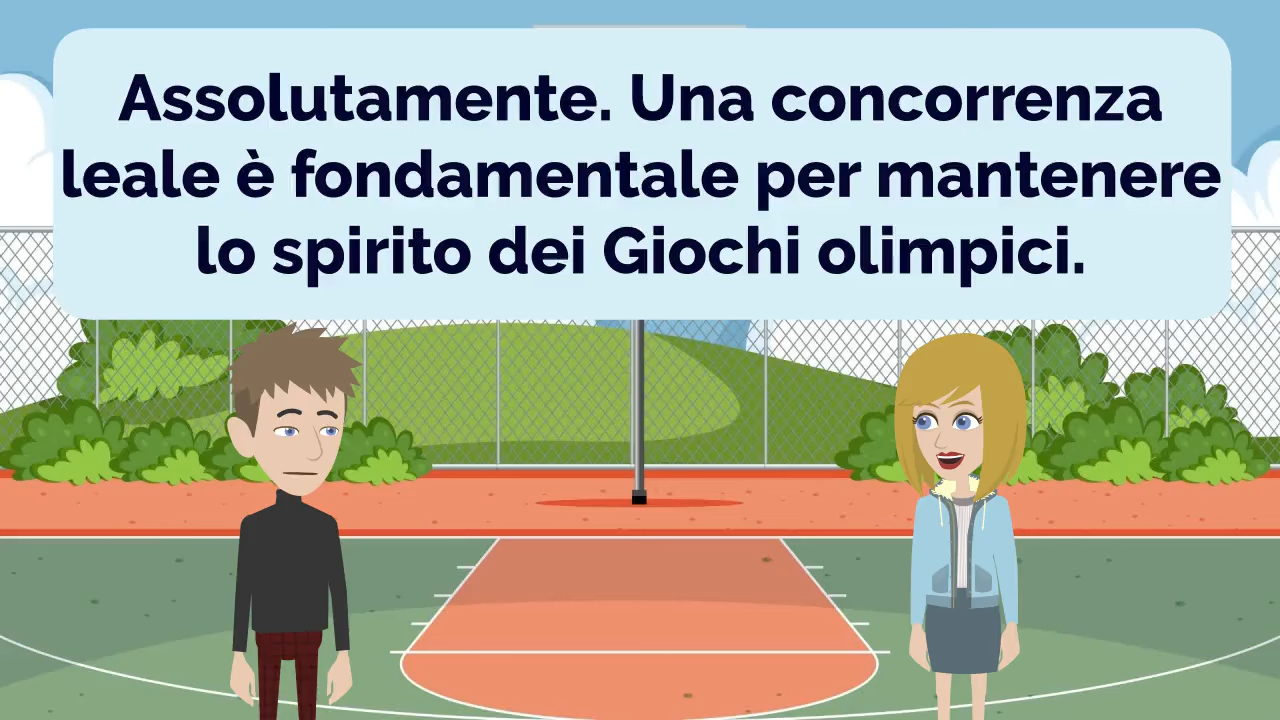 Assolutamente. Una concorrenza
leale è fondamentale per mantenere
lo spirito dei Giochi olimpici.